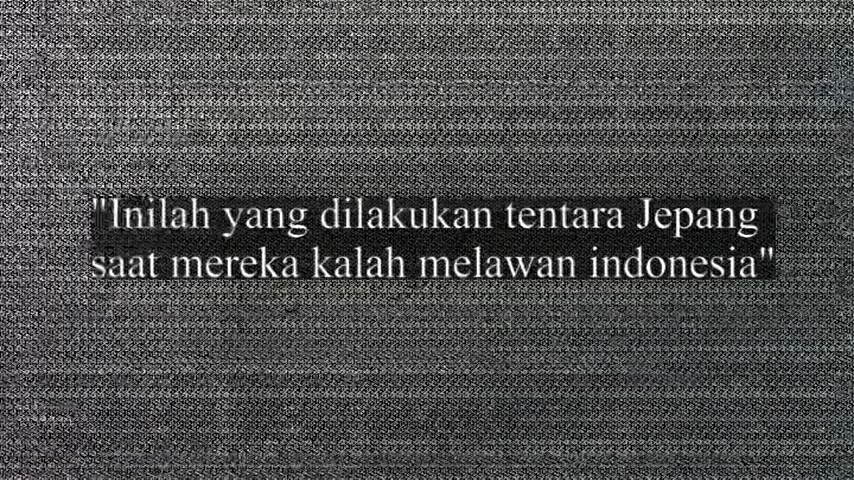 "Inilah yang dilakukan tentara Jepang
saat mereka kalah melawan indonesia"